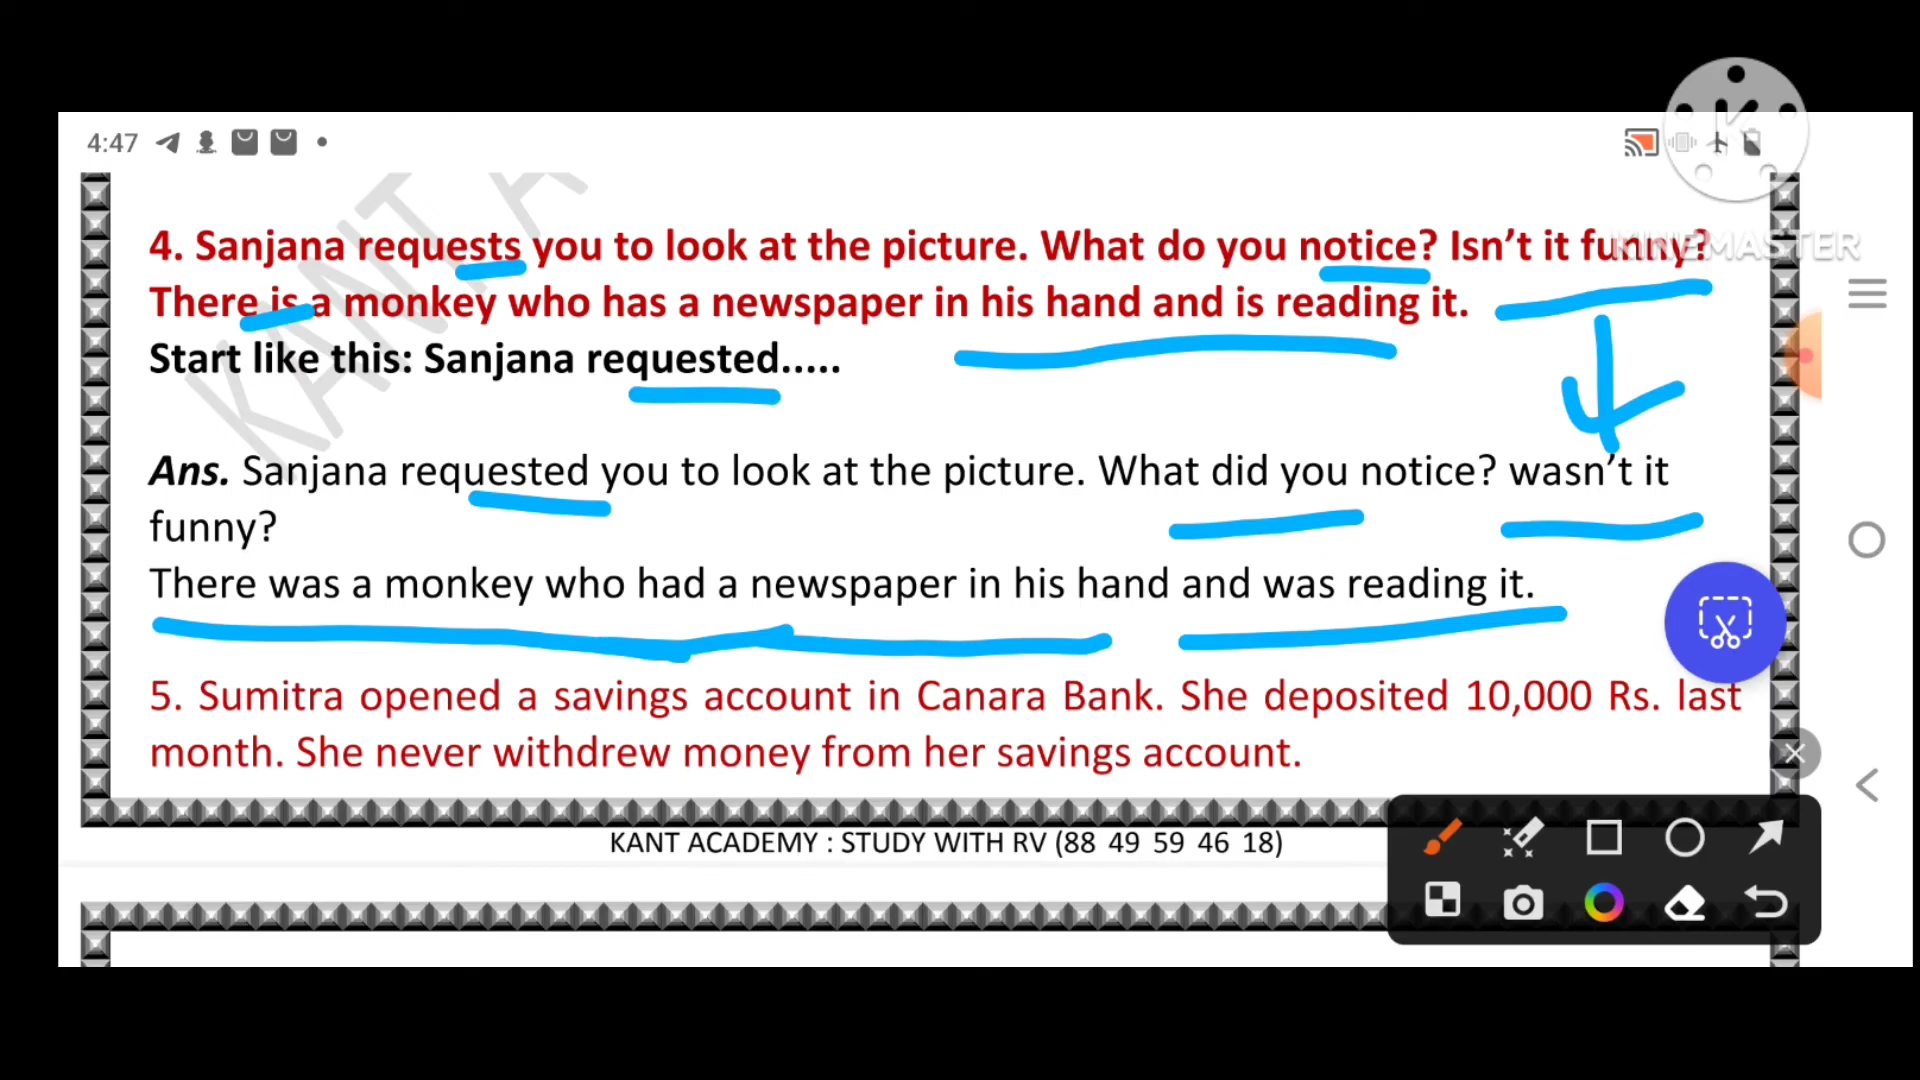 4:47
KINEMASTER
KANT A
4. Sanjana requests you to look at the picture. What do you notice? Isn't it funny?
There is a monkey who has a newspaper in his hand and is reading it.
Start like this: Sanjana requested.....
Ans. Sanjana requested you to look at the picture. What did you notice? wasn't it
funny?
There was a monkey who had a newspaper in his hand and was reading it.
5. Sumitra opened a savings account in Canara Bank. She deposited 10,000 Rs. last
month. She never withdrew money from her savings account.
KANT ACADEMY : STUDY WITH RV (88 49 59 46 18)